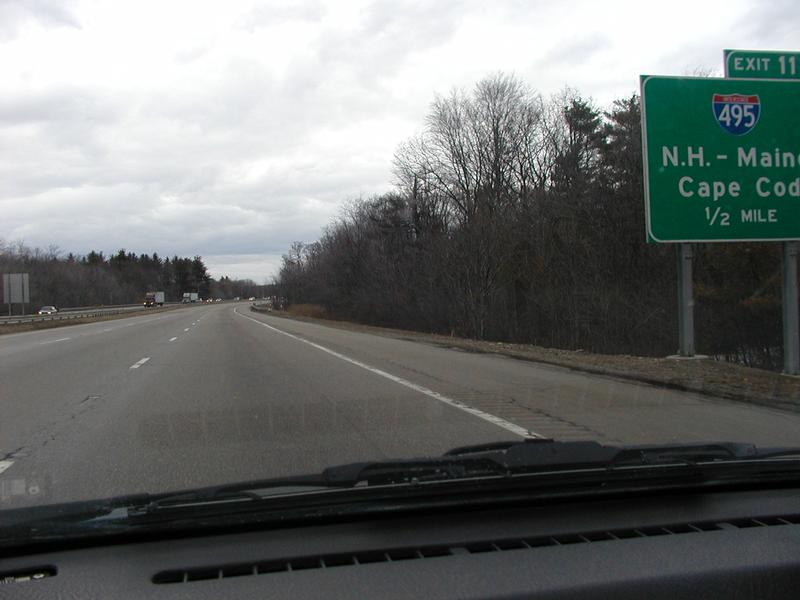 EXIT 11
495
N.H. - Maine
Cape Cod
1/2 MILE